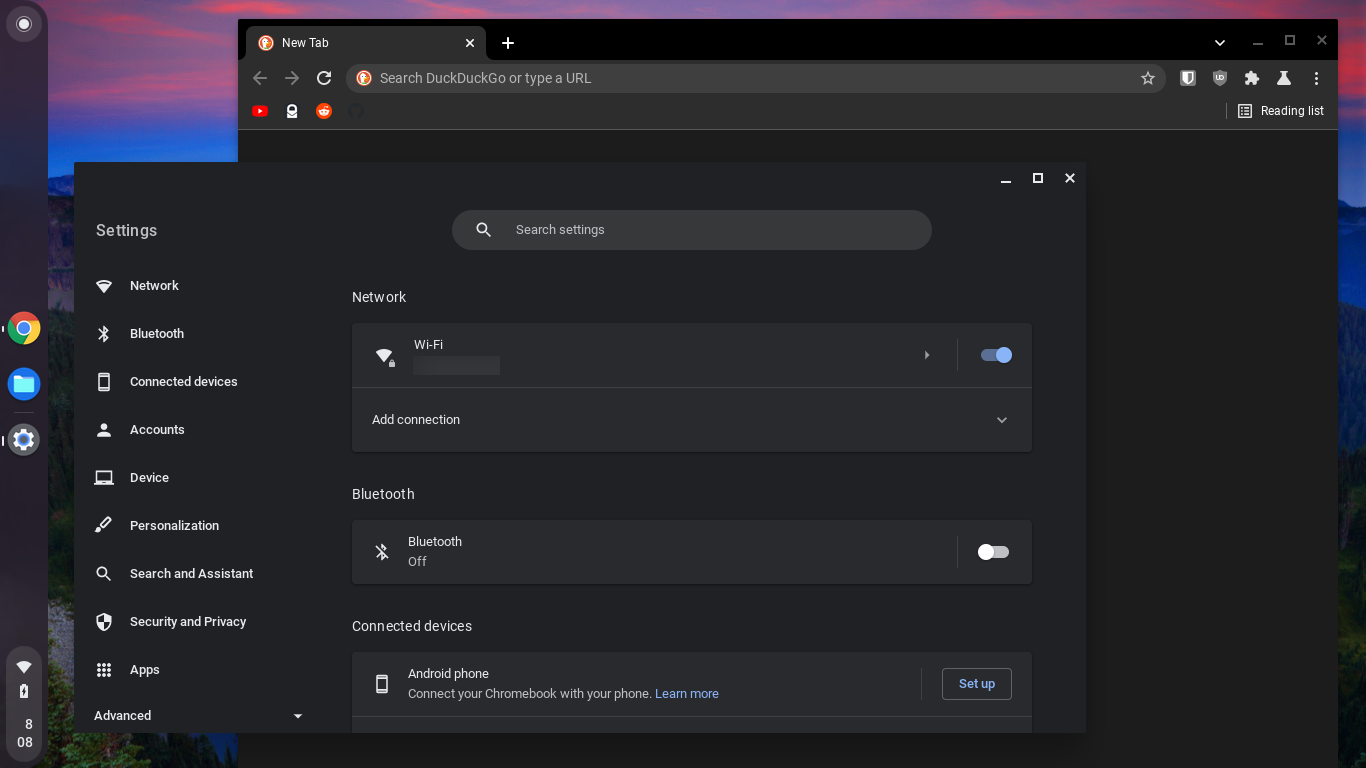 New Tab
Search DuckDuckGo or type a URL
Reading list
Settings
Search settings
Network
Bluetooth
Connected devices
Accounts
Device
Personalization
Search and Assistant
Security and Privacy
Apps
Advanced
Network
Wi-Fi
Add connection
Bluetooth
Bluetooth
Off
Connected devices
Android phone
Connect your Chromebook with your phone. Learn more
Set up
8
08